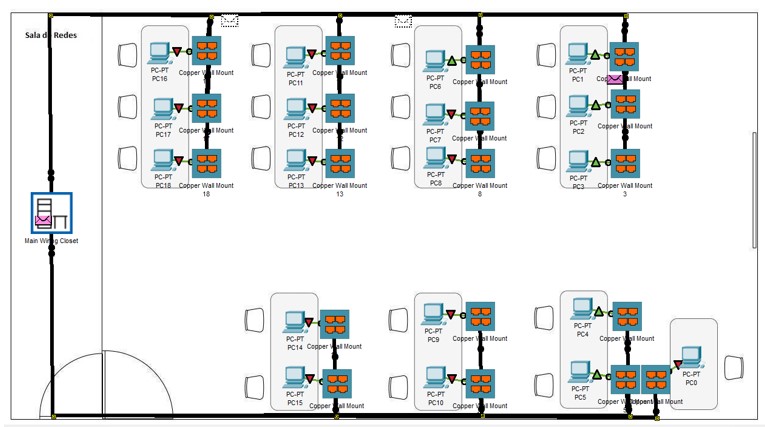 Sala de Redes
PC-PT
PC16
Copper Wall Mount
PC-PT
PC11
Copper Wall Mount
PC-PT
PC6
Copper Wall Mount
PC-PT
PC1
Copper Wall Mount
PC-PT
PC17
Copper Wall Mount
PC-PT
PC12
Copper Wall Mount
PC-PT
PC7
Copper Wall Mount
PC-PT
PC2
Copper Wall Mount
PC-PT
PC18
Copper Wall Mount
18
PC-PT
PC13
Copper Wall Mount
13
PC-PT
PC8
Copper Wall Mount
8
PC-PT
PC3
Copper Wall Mount
3
Main Wiring Closet
PC-PT
PC14
Copper Wall Mount
PC-PT
PC9
Copper Wall Mount
PC-PT
PC4
Copper Wall Mount
PC-PT
PC15
Copper Wall Mount
PC-PT
PC10
Copper Wall Mount
PC-PT
PC5
Copper Wall Mount
PC-PT
PC0